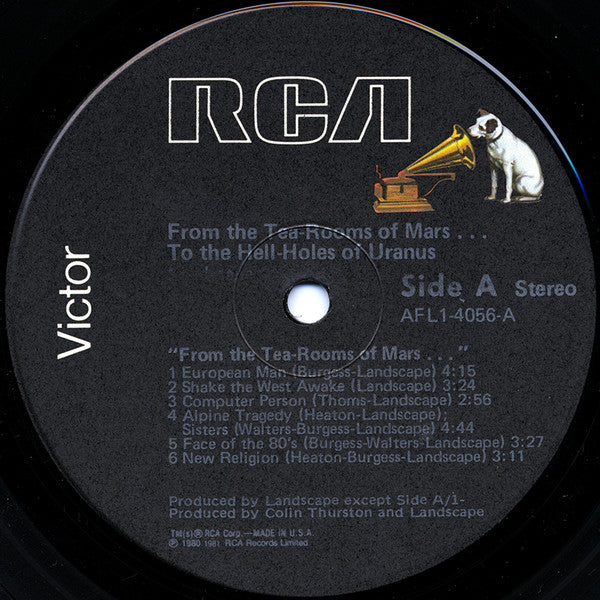 RCA
Victor
From the Tea-Rooms of Mars . . .
To the Hell-Holes of Uranus
Side A Stereo
AFL1-4056-A
"From the Tea-Rooms of Mars . . ."
1 European Man (Burgess-Landscape) 4:15
2 Shake the West Awake (Landscape) 3:24
3 Computer Person (Thoms-Landscape) 2:56
4 Alpine Tragedy (Heaton-Landscape);
Sisters (Walters-Burgess-Landscape) 4:44
5 Face of the 80's (Burgess-Walters-Landscape) 3:27
6 New Religion (Heaton-Burgess-Landscape) 3:11
Produced by Landscape except Side A/1-
Produced by Colin Thurston and Landscape
TM(s)® RCA Corp.—MADE IN U.S.A.
℗ 1980 1981 RCA Records Limited